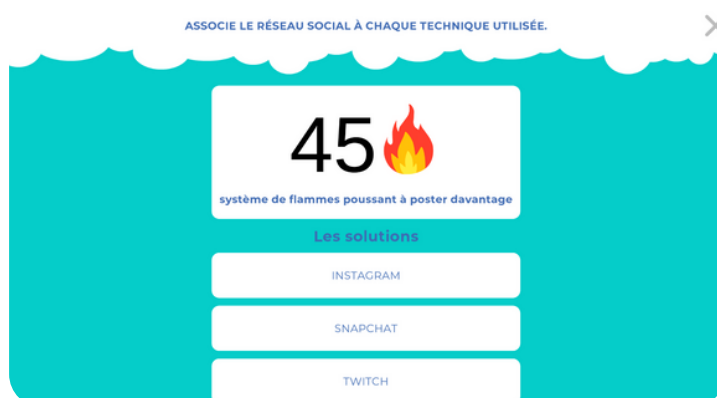 ASSOCIE LE RÉSEAU SOCIAL À CHAQUE TECHNIQUE UTILISÉE.
45🔥
système de flammes poussant à poster davantage
Les solutions
INSTAGRAM
SNAPCHAT
TWITCH